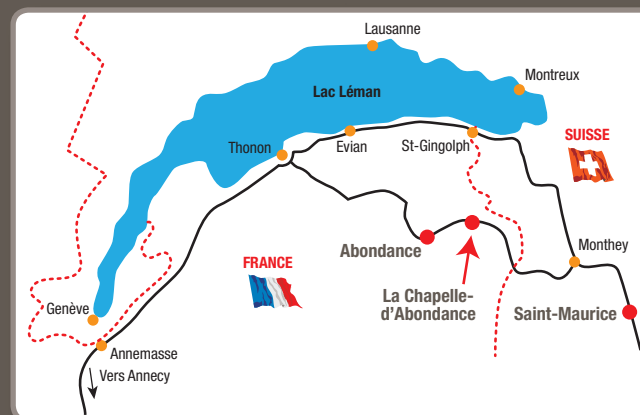 Lausanne
Montreux
Lac Léman
SUISSE
Thonon
Evian
St-Gingolph
Abondance
Monthey
FRANCE
La Chapelle-
d'Abondance
Genève
Saint-Maurice
Annemasse
Vers Annecy